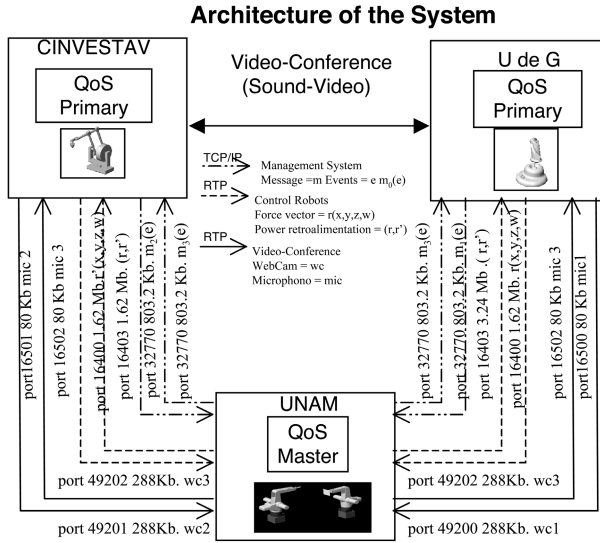 Architecture of the System
CINVESTAV
QoS
Primary
Video-Conference
(Sound-Video)
U de G
QoS
Primary
TCP/IP
Management System
Message =m Events = e m0(e)
RTP
Control Robots
Force vector = r(x,y,z,w)
Power retroalimentation = (r,r')
RTP
Video-Conference
WebCam = wc
Microphono = mic
port16501 80 Kb mic 2
port 16502 80 Kb mic 3
port 16400 1.62 Mb. r'(x,y,z,w)
port 16403 1.62 Mb. (r,r')
port 32770 803.2 Kb. m2(e)
port 32770 803.2 Kb. m3(e)
port 32770 803.2 Kb. m3(e)
port 32770 803.2 Kb. m1(e)
port 16403 3.24 Mb .( r,r')
port 16400 1.62 Mb. r(x,y,z,w)
port 16502 80 Kb mic 3
port 16500 80 Kb mic1
UNAM
QoS
Master
port 49202 288Kb. wc3
port 49202 288Kb. wc3
port 49201 288Kb. wc2
port 49200 288Kb. wc1